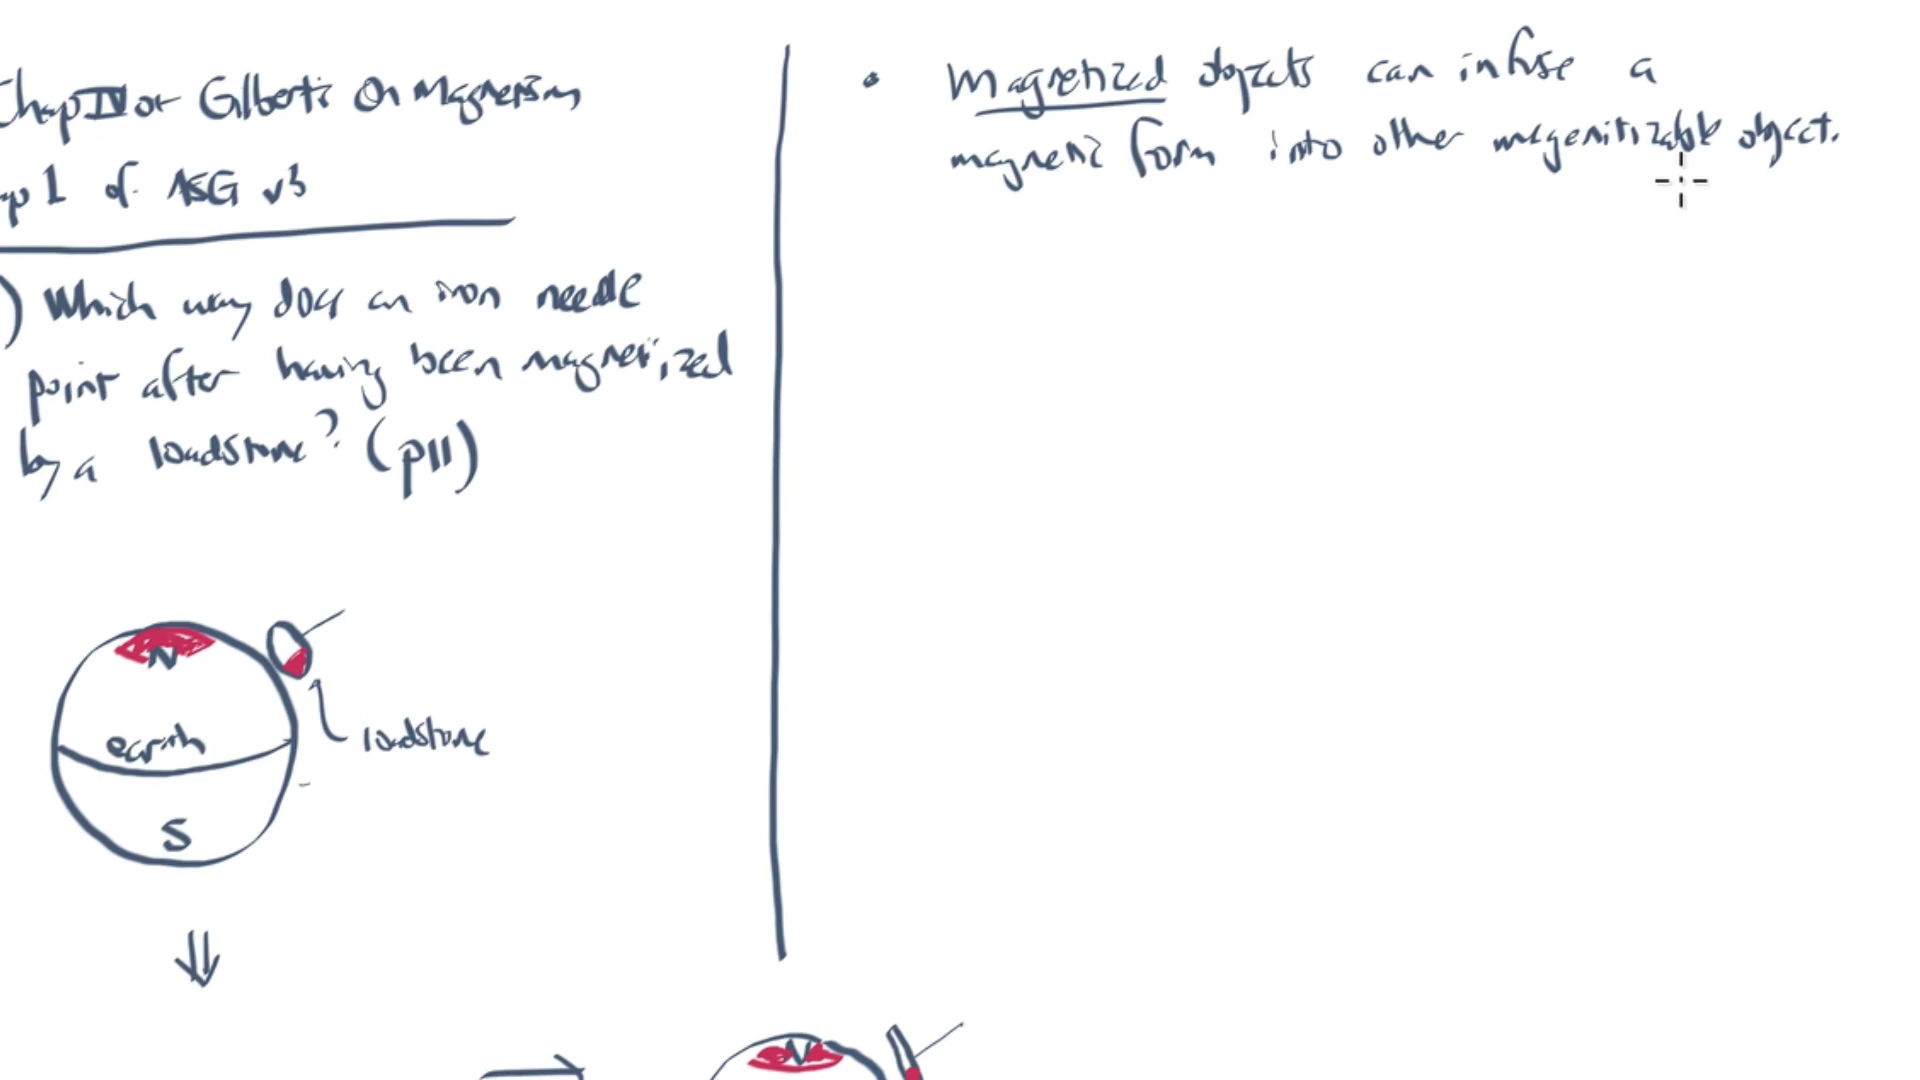 Chap IV of Gilbert's On Magnetism
1 of ASG v3
) Which way does an iron needle
point after having been magnetized
by a loadstone? (p11)
N
earth
S
loadstone
• Magnetized objects can infuse a
magnetic form into other magenitizable object.
N